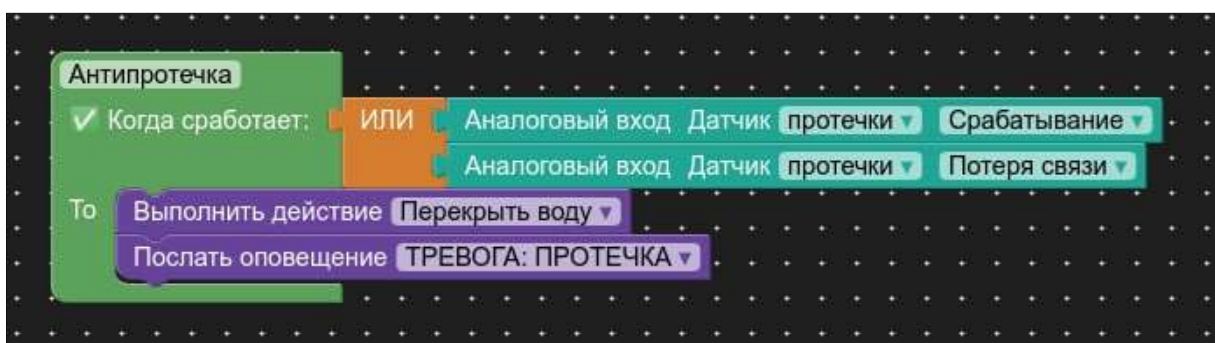 Антипротечка
Когда сработает: ИЛИ Аналоговый вход Датчик протечки Срабатывание
Аналоговый вход Датчик протечки Потеря связи
То Выполнить действие Перекрыть воду
Послать оповещение ТРЕВОГА: ПРОТЕЧКА